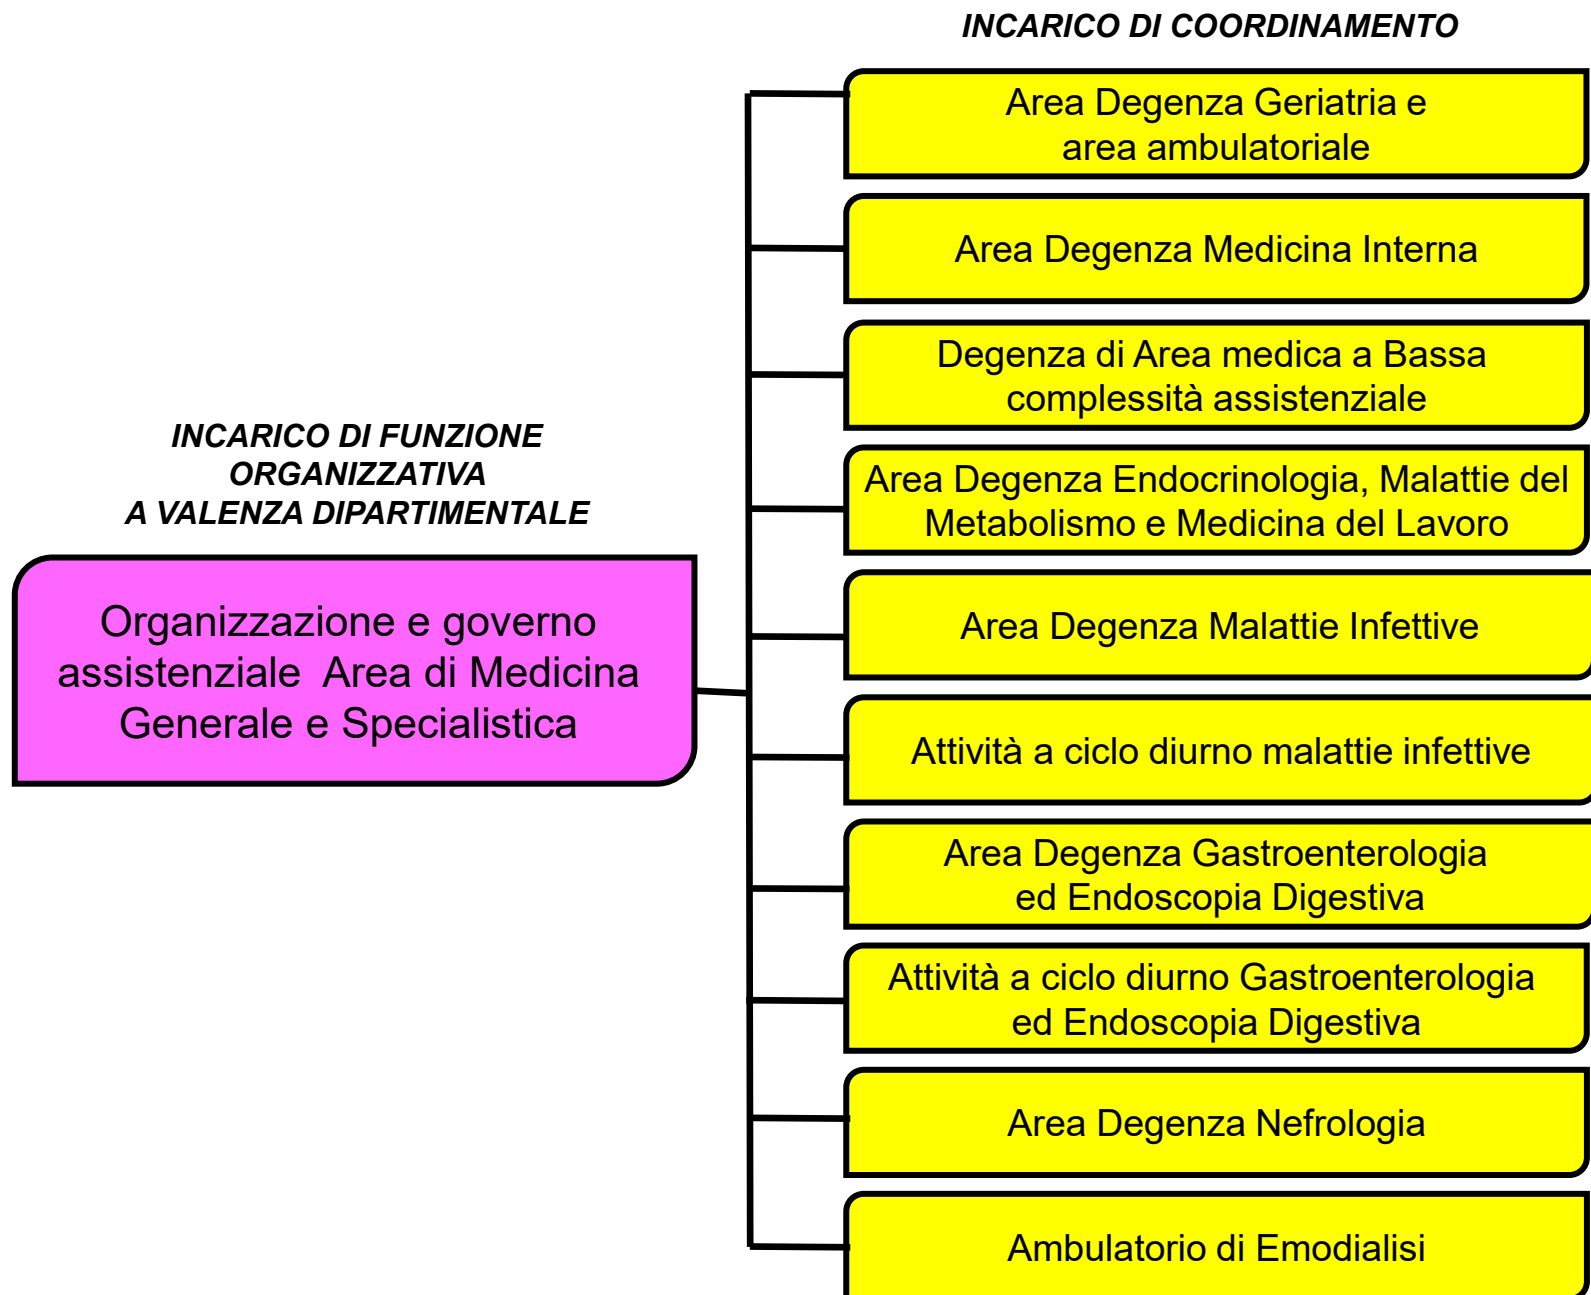 INCARICO DI COORDINAMENTO
Area Degenza Geriatria e
area ambulatoriale
Area Degenza Medicina Interna
Degenza di Area medica a Bassa
complessità assistenziale
INCARICO DI FUNZIONE
ORGANIZZATIVA
A VALENZA DIPARTIMENTALE
Area Degenza Endocrinologia, Malattie del
Metabolismo e Medicina del Lavoro
Organizzazione e governo
assistenziale  Area di Medicina
Generale e Specialistica
Area Degenza Malattie Infettive
Attività a ciclo diurno malattie infettive
Area Degenza Gastroenterologia
ed Endoscopia Digestiva
Attività a ciclo diurno Gastroenterologia
ed Endoscopia Digestiva
Area Degenza Nefrologia
Ambulatorio di Emodialisi